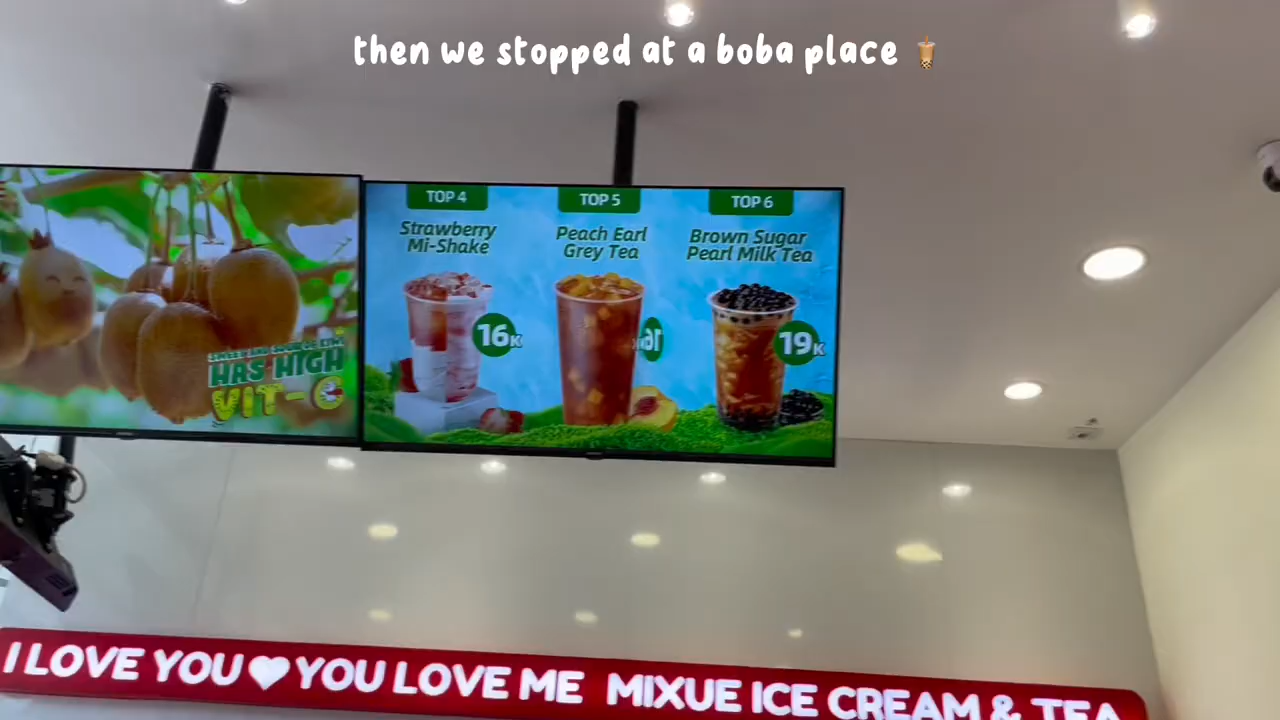 then we stopped at a boba place 🧋
TOP 4
Strawberry
Mi-Shake
16K
TOP 5
Peach Earl
Grey Tea
16K
TOP 6
Brown Sugar
Pearl Milk Tea
19K
HAS HIGH
VIT-C
I LOVE YOU ♥ YOU LOVE ME MIXUE ICE CREAM & TEA